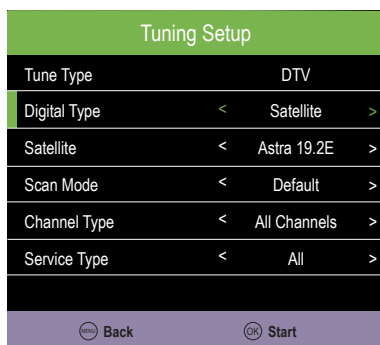 Tuning Setup
Tune Type DTV
Digital Type < Satellite >
Satellite < Astra 19.2E >
Scan Mode < Default >
Channel Type < All Channels >
Service Type < All >
MENU Back OK Start